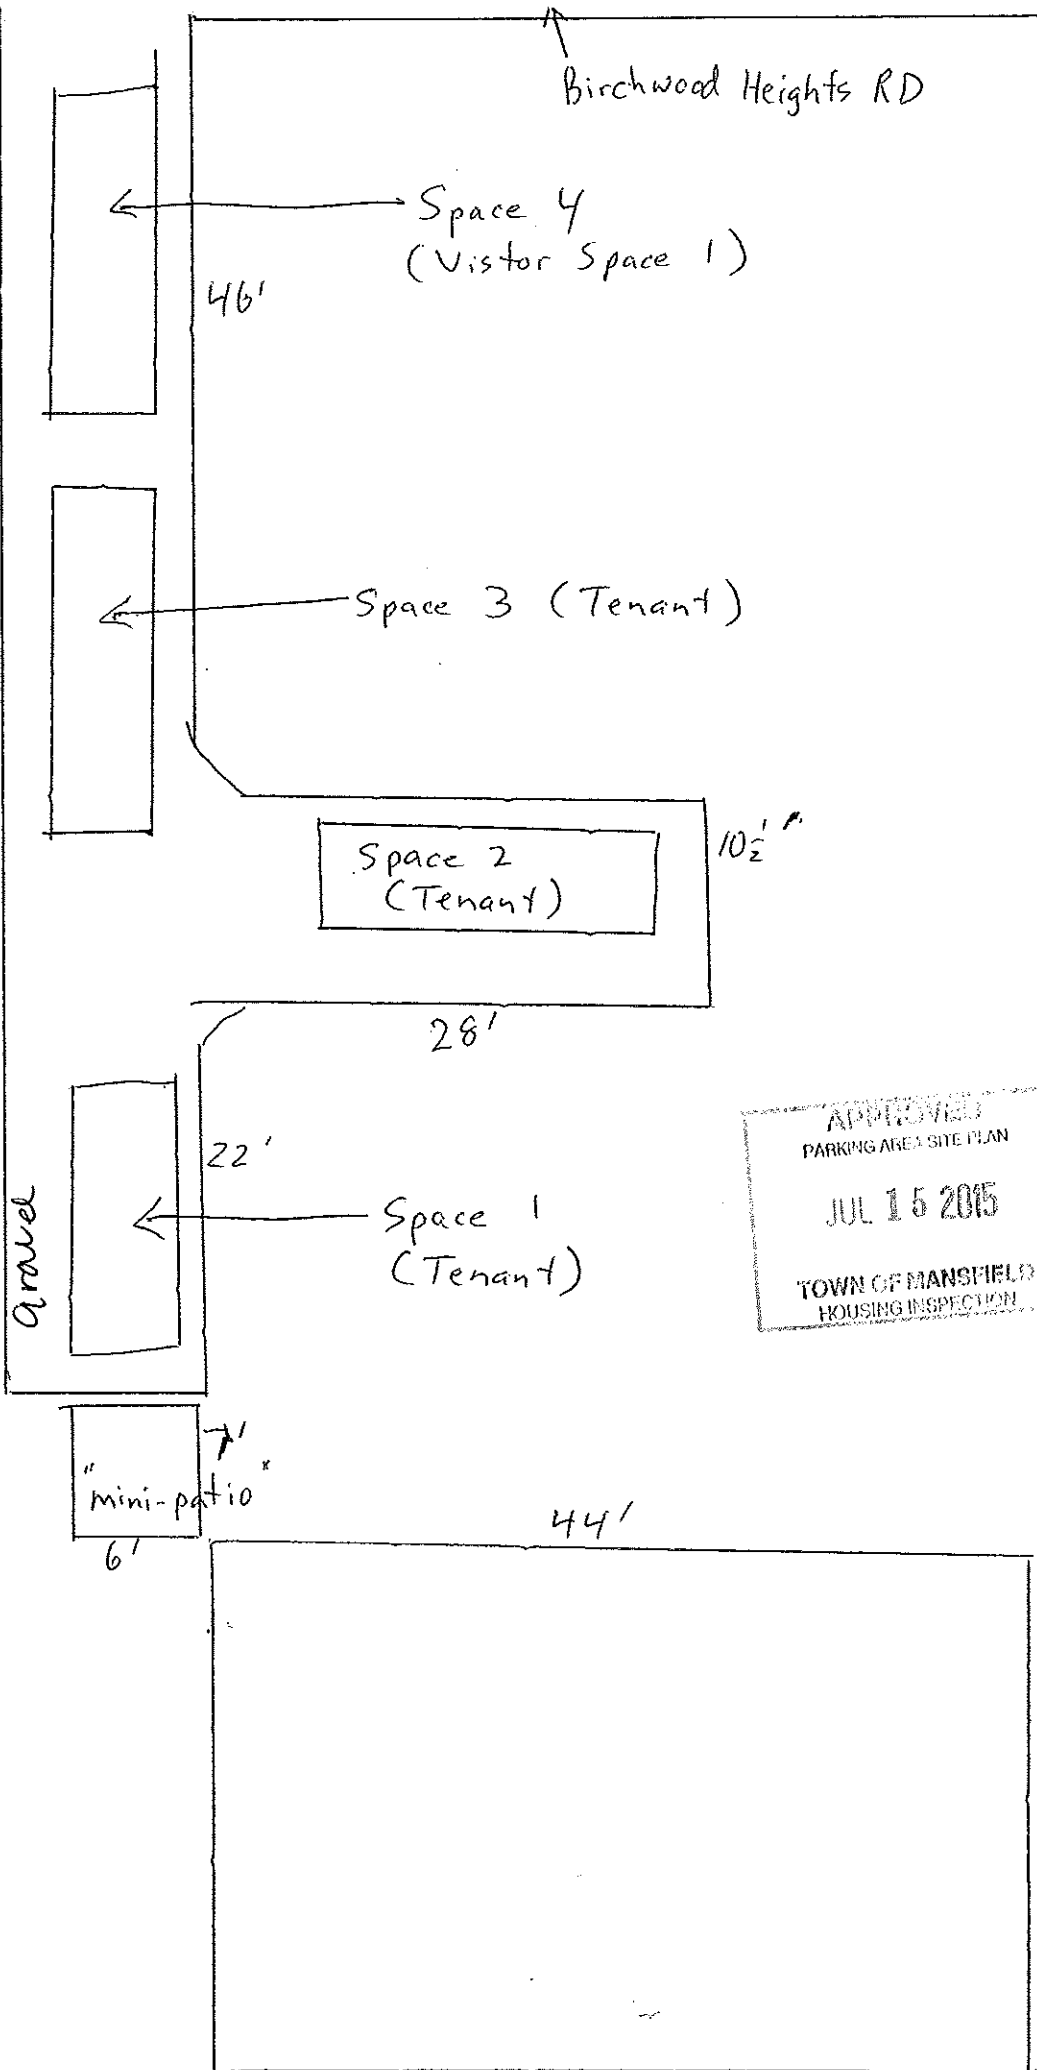 Birchwood Heights RD
Space 4
(Vistor Space 1)
46'
Space 3 (Tenant)
Space 2
(Tenant)
10½'
28'
22'
Space 1
(Tenant)
gravel
APPROVED
PARKING AREA SITE PLAN
JUL 15 2015
TOWN OF MANSFIELD
HOUSING INSPECTION
7'
"mini-patio"
6'
44'